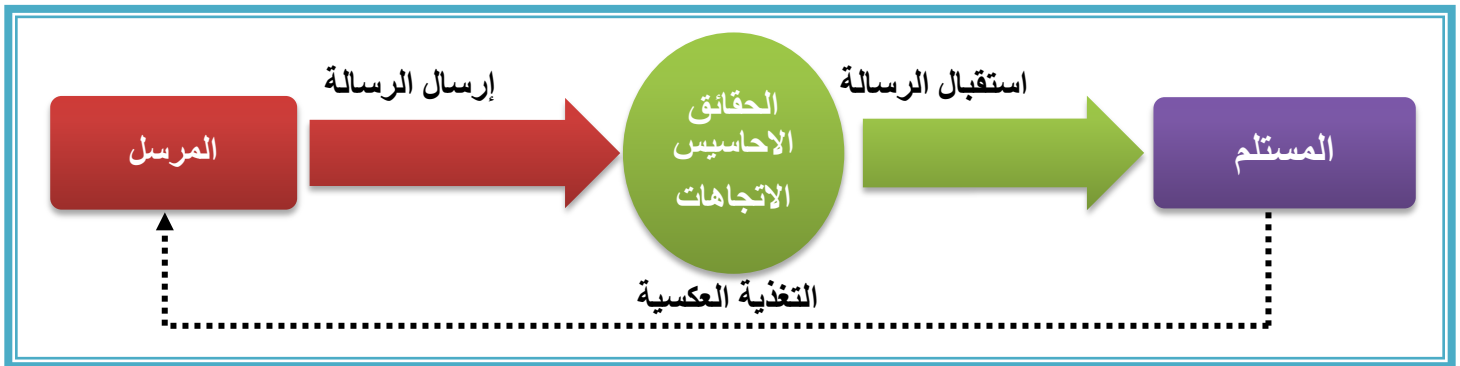 المرسل
إرسال الرسالة
الحقائق
الاحاسيس
الاتجاهات
استقبال الرسالة
المستلم
التغذية العكسية